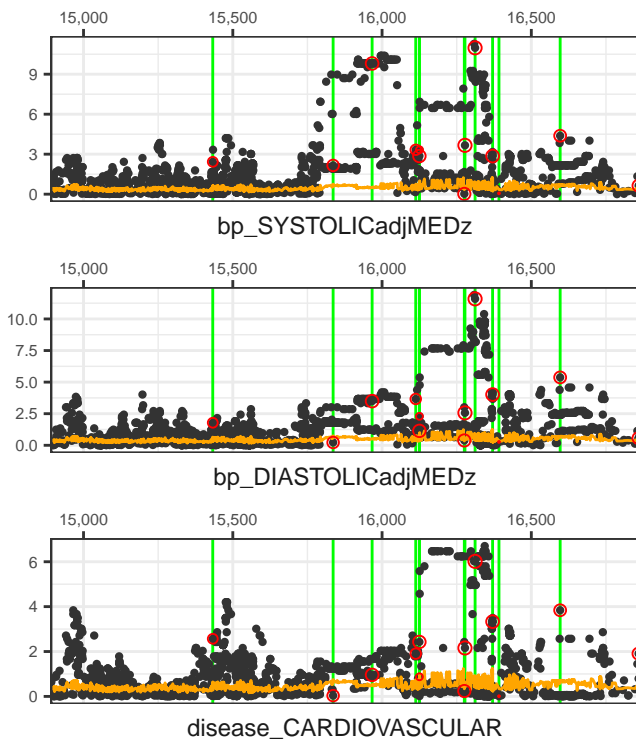 15,000 15,500 16,000 16,500
9
6
3
0
bp_SYSTOLICadjMEDz
15,000 15,500 16,000 16,500
10.0
7.5
5.0
2.5
0.0
bp_DIASTOLICadjMEDz
15,000 15,500 16,000 16,500
6
4
2
0
disease_CARDIOVASCULAR